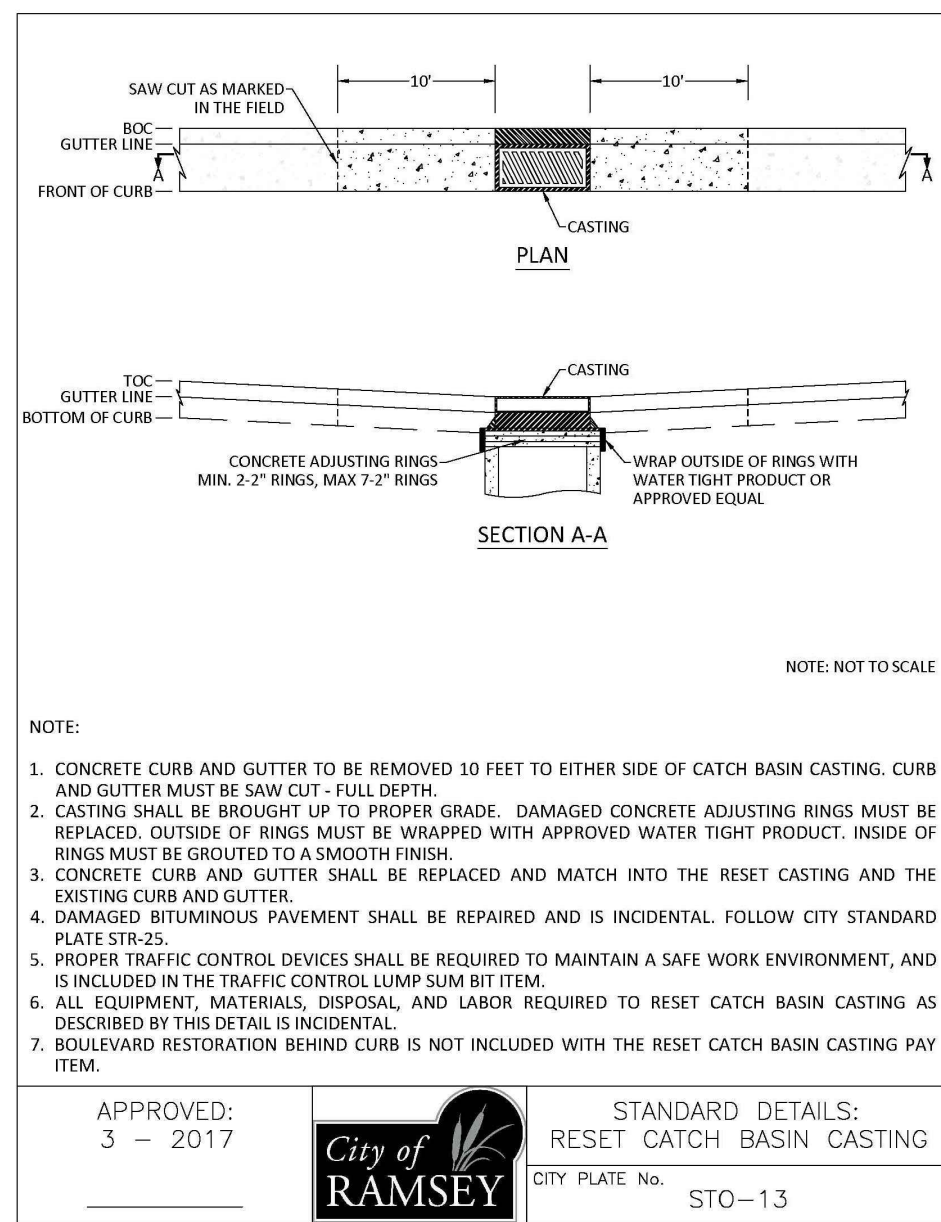 10'
10'
SAW CUT AS MARKED
IN THE FIELD
BOC
GUTTER LINE
A
A
FRONT OF CURB
CASTING
PLAN
CASTING
TOC
GUTTER LINE
BOTTOM OF CURB
CONCRETE ADJUSTING RINGS
MIN. 2-2" RINGS, MAX 7-2" RINGS
WRAP OUTSIDE OF RINGS WITH
WATER TIGHT PRODUCT OR
APPROVED EQUAL
SECTION A-A
NOTE: NOT TO SCALE
NOTE:
1. CONCRETE CURB AND GUTTER TO BE REMOVED 10 FEET TO EITHER SIDE OF CATCH BASIN CASTING. CURB
AND GUTTER MUST BE SAW CUT - FULL DEPTH.
2. CASTING SHALL BE BROUGHT UP TO PROPER GRADE. DAMAGED CONCRETE ADJUSTING RINGS MUST BE
REPLACED. OUTSIDE OF RINGS MUST BE WRAPPED WITH APPROVED WATER TIGHT PRODUCT. INSIDE OF
RINGS MUST BE GROUTED TO A SMOOTH FINISH.
3. CONCRETE CURB AND GUTTER SHALL BE REPLACED AND MATCH INTO THE RESET CASTING AND THE
EXISTING CURB AND GUTTER.
4. DAMAGED BITUMINOUS PAVEMENT SHALL BE REPAIRED AND IS INCIDENTAL. FOLLOW CITY STANDARD
PLATE STR-25.
5. PROPER TRAFFIC CONTROL DEVICES SHALL BE REQUIRED TO MAINTAIN A SAFE WORK ENVIRONMENT, AND
IS INCLUDED IN THE TRAFFIC CONTROL LUMP SUM BIT ITEM.
6. ALL EQUIPMENT, MATERIALS, DISPOSAL, AND LABOR REQUIRED TO RESET CATCH BASIN CASTING AS
DESCRIBED BY THIS DETAIL IS INCIDENTAL.
7. BOULEVARD RESTORATION BEHIND CURB IS NOT INCLUDED WITH THE RESET CATCH BASIN CASTING PAY
ITEM.
APPROVED:
3 - 2017
City of
RAMSEY
STANDARD DETAILS:
RESET CATCH BASIN CASTING
CITY PLATE No.
STO-13